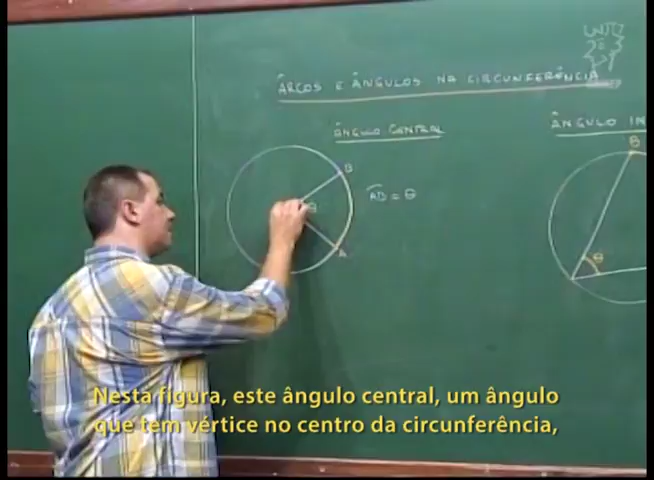 ÂRCOS E ÂNGULOS NA CIRCUNFERÊNCIA
ÂNGULO CENTRAL
ÂNGULO IN
B
θ
A
AB = θ
B
θ
Nesta figura, este ângulo central, um ângulo
que tem vértice no centro da circunferência,